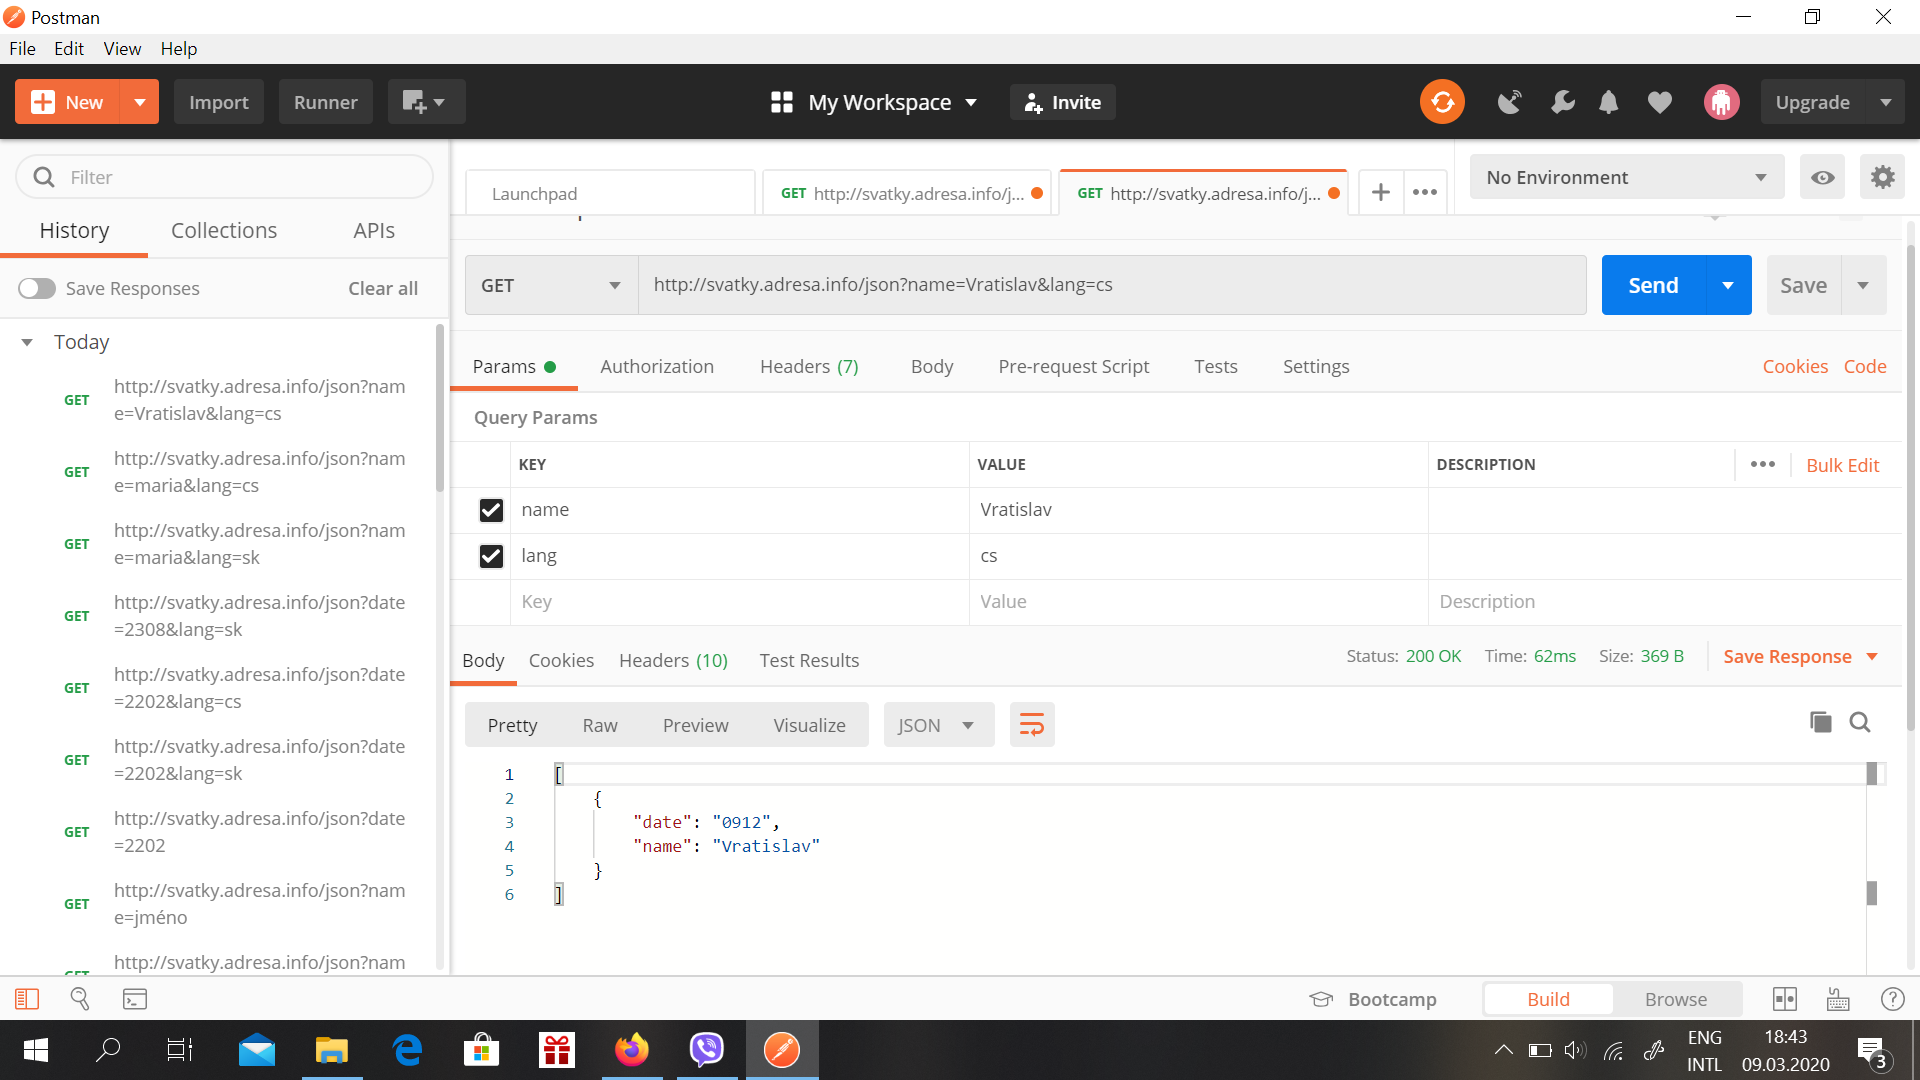 Postman
File Edit View Help
New Import Runner My Workspace Invite Upgrade
Filter
History Collections APIs
Save Responses Clear all
Today
GET http://svatky.adresa.info/json?nam
e=Vratislav&lang=cs
GET http://svatky.adresa.info/json?nam
e=maria&lang=cs
GET http://svatky.adresa.info/json?nam
e=maria&lang=sk
GET http://svatky.adresa.info/json?date
=2308&lang=sk
GET http://svatky.adresa.info/json?date
=2202&lang=cs
GET http://svatky.adresa.info/json?date
=2202&lang=sk
GET http://svatky.adresa.info/json?date
=2202
GET http://svatky.adresa.info/json?nam
e=jméno
GET http://svatky.adresa.info/json?nam
Launchpad GET http://svatky.adresa.info/j... GET http://svatky.adresa.info/j... + •••
No Environment
GET http://svatky.adresa.info/json?name=Vratislav&lang=cs Send Save
Params Authorization Headers (7) Body Pre-request Script Tests Settings Cookies Code
Query Params
KEY VALUE DESCRIPTION ••• Bulk Edit
name Vratislav
lang cs
Key Value Description
Body Cookies Headers (10) Test Results Status: 200 OK Time: 62ms Size: 369 B Save Response
Pretty Raw Preview Visualize JSON
1 [
2 {
3 "date": "0912",
4 "name": "Vratislav"
5 }
6 ]
Bootcamp Build Browse
ENG 18:43
INTL 09.03.2020 3